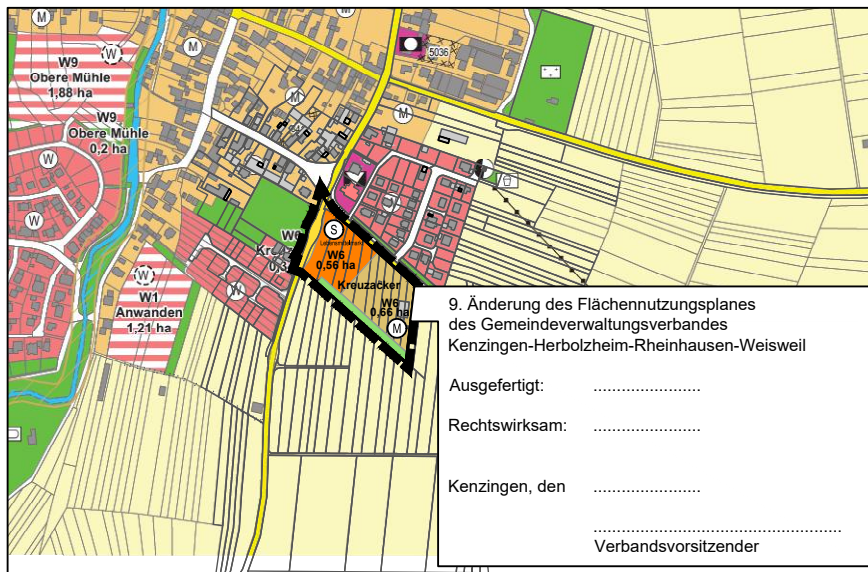 M
M
W
W9
Obere Mühle
1,88 ha
5036
M
M
W9
Obere Mühle
0,2 ha
W
W
W6
S
Lebensmittelmarkt
W6
0,56 ha
Kreuzacker
W6
0,66 ha
M
W
W
W1
Anwanden
1,21 ha
9. Änderung des Flächennutzungsplanes
des Gemeindeverwaltungsverbandes
Kenzingen-Herbolzheim-Rheinhausen-Weisweil
Ausgefertigt: .......................
Rechtswirksam: .......................
Kenzingen, den .......................
............................................
Verbandsvorsitzender